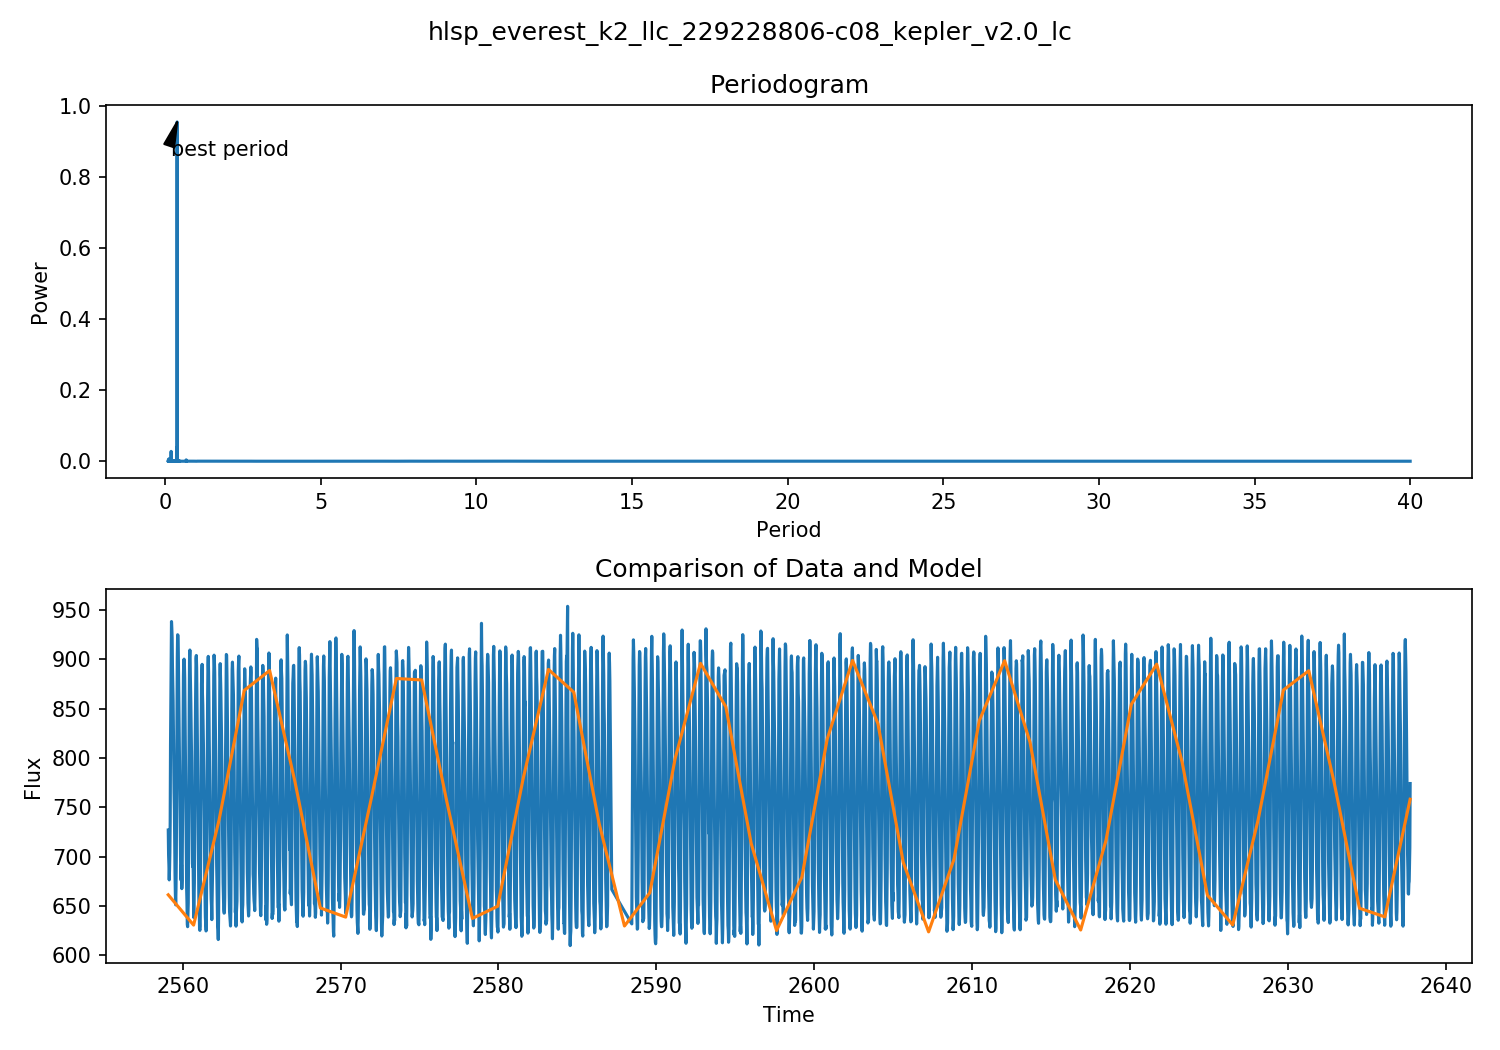 hlsp_everest_k2_llc_229228806-c08_kepler_v2.0_lc
Periodogram
1.0
0.8
0.6
0.4
0.2
0.0
Power
best period
0 5 10 15 20 25 30 35 40
Period
Comparison of Data and Model
950
900
850
800
750
700
650
600
Flux
2560 2570 2580 2590 2600 2610 2620 2630 2640
Time